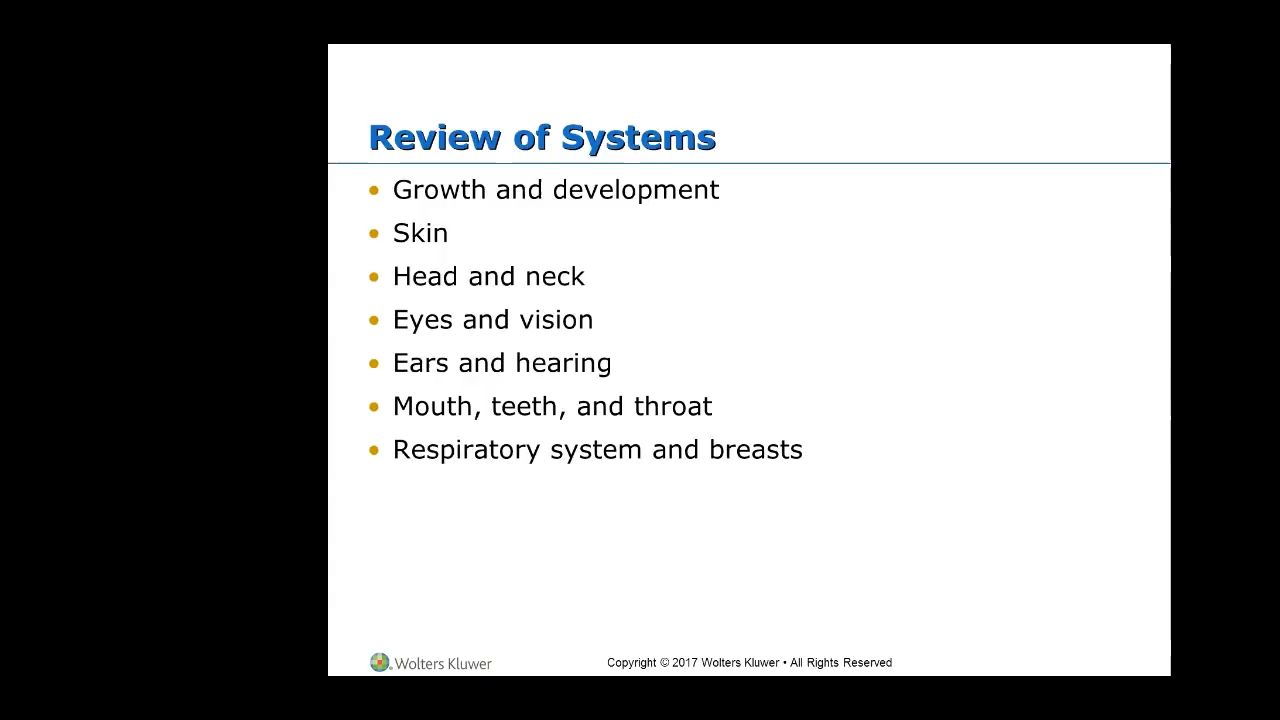 Review of Systems
• Growth and development
• Skin
• Head and neck
• Eyes and vision
• Ears and hearing
• Mouth, teeth, and throat
• Respiratory system and breasts
Wolters Kluwer
Copyright © 2017 Wolters Kluwer • All Rights Reserved